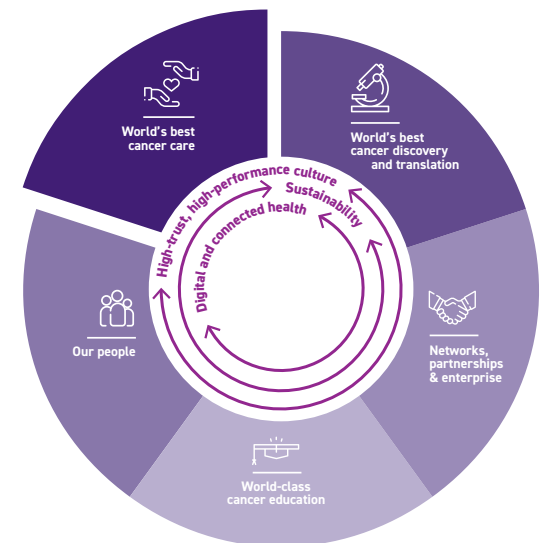 World's best
cancer care
World's best
cancer discovery
and translation
High-trust, high-performance culture
Sustainability
Digital and connected health
Our people
Networks,
partnerships
& enterprise
World-class
cancer education